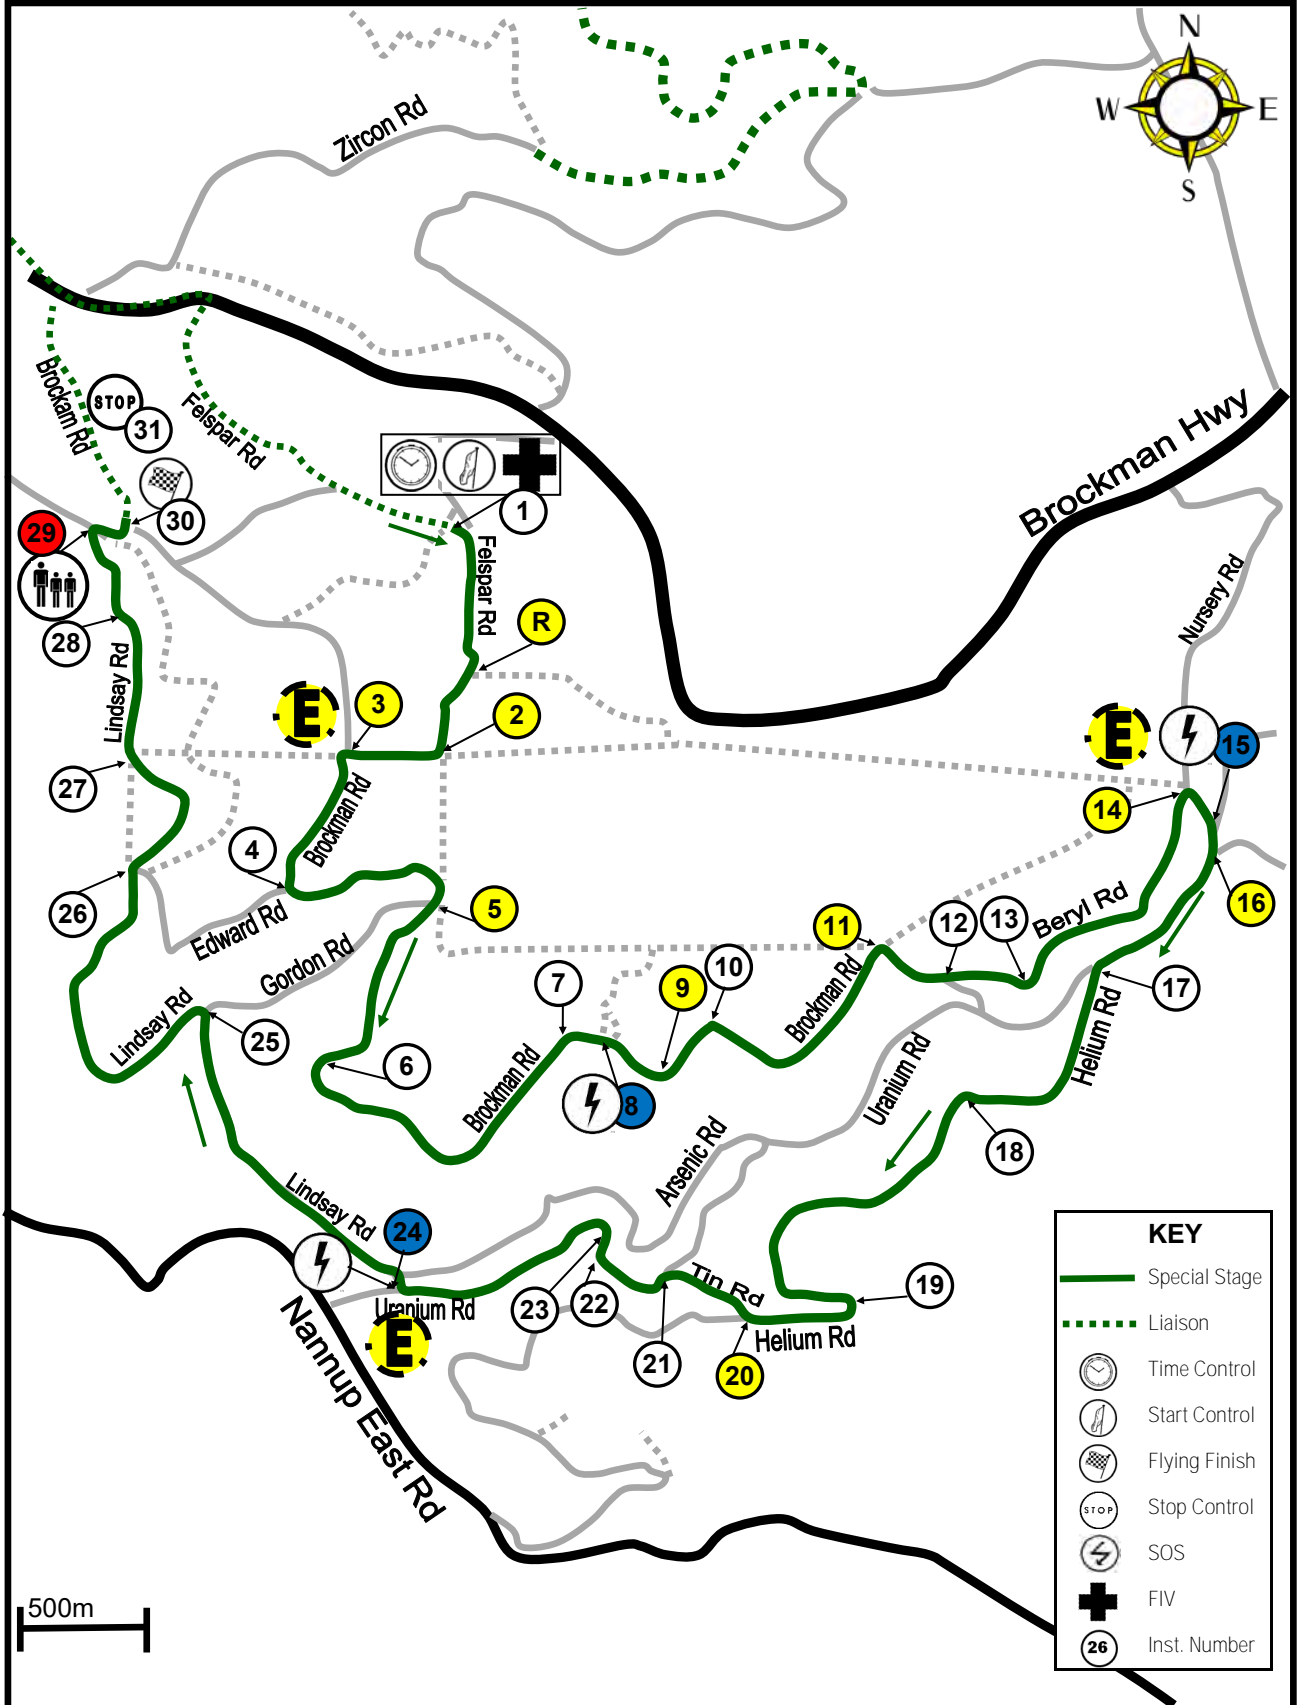 N
W
E
S
Zircon Rd
Brockam Rd
STOP
31
Felspar Rd
30
1
29
28
Felspar Rd
R
Lindsay Rd
E
3
2
27
Brockman Hwy
Nursery Rd
E
15
14
Brockman Rd
4
26
Edward Rd
5
Gordon Rd
11
12
13
Beryl Rd
16
7
9
10
Brockman Rd
17
Lindsay Rd
25
6
8
Brockman Rd
Uranium Rd
Helium Rd
18
Arsenic Rd
Lindsay Rd
24
Uranium Rd
E
23
22
Tin Rd
19
21
Helium Rd
20
Nannup East Rd
500m
KEY
Special Stage
Liaison
Time Control
Start Control
Flying Finish
STOP
Stop Control
SOS
FIV
26
Inst. Number